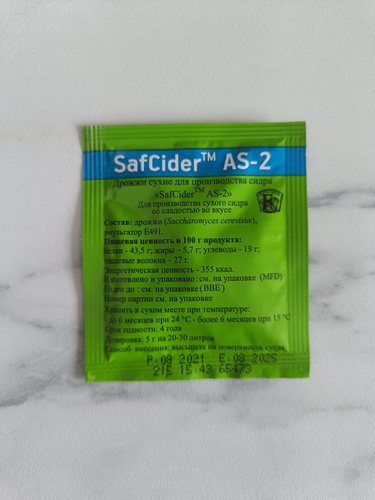 SafCider™ AS-2
Дрожжи сухие для производства сидра
«SafCider™ AS-2»
Для производства сухого сидра
со сладостью во вкусе
Состав: дрожжи (Saccharomyces cerevisiæ),
эмульгатор Е491.
Пищевая ценность в 100 г продукта:
белки - 43,5 г; жиры – 5,7 г; углеводы - 19 г;
пищевые волокна – 27 г.
Энергетическая ценность - 355 ккал.
Изготовлено и упаковано: см. на упаковке (MFD)
Годен до : см. на упаковке (BBE)
Номер партии см. на упаковке
Хранить в сухом месте при температуре:
- до 6 месяцев при 24 °C - более 6 месяцев при 15 °C
Срок годности: 4 года
Дозировка: 5 г на 20-30 литров
Способ внесения: высыпьте на поверхность сусла
P:08 2021 E:08 2025
215 15:43 65473